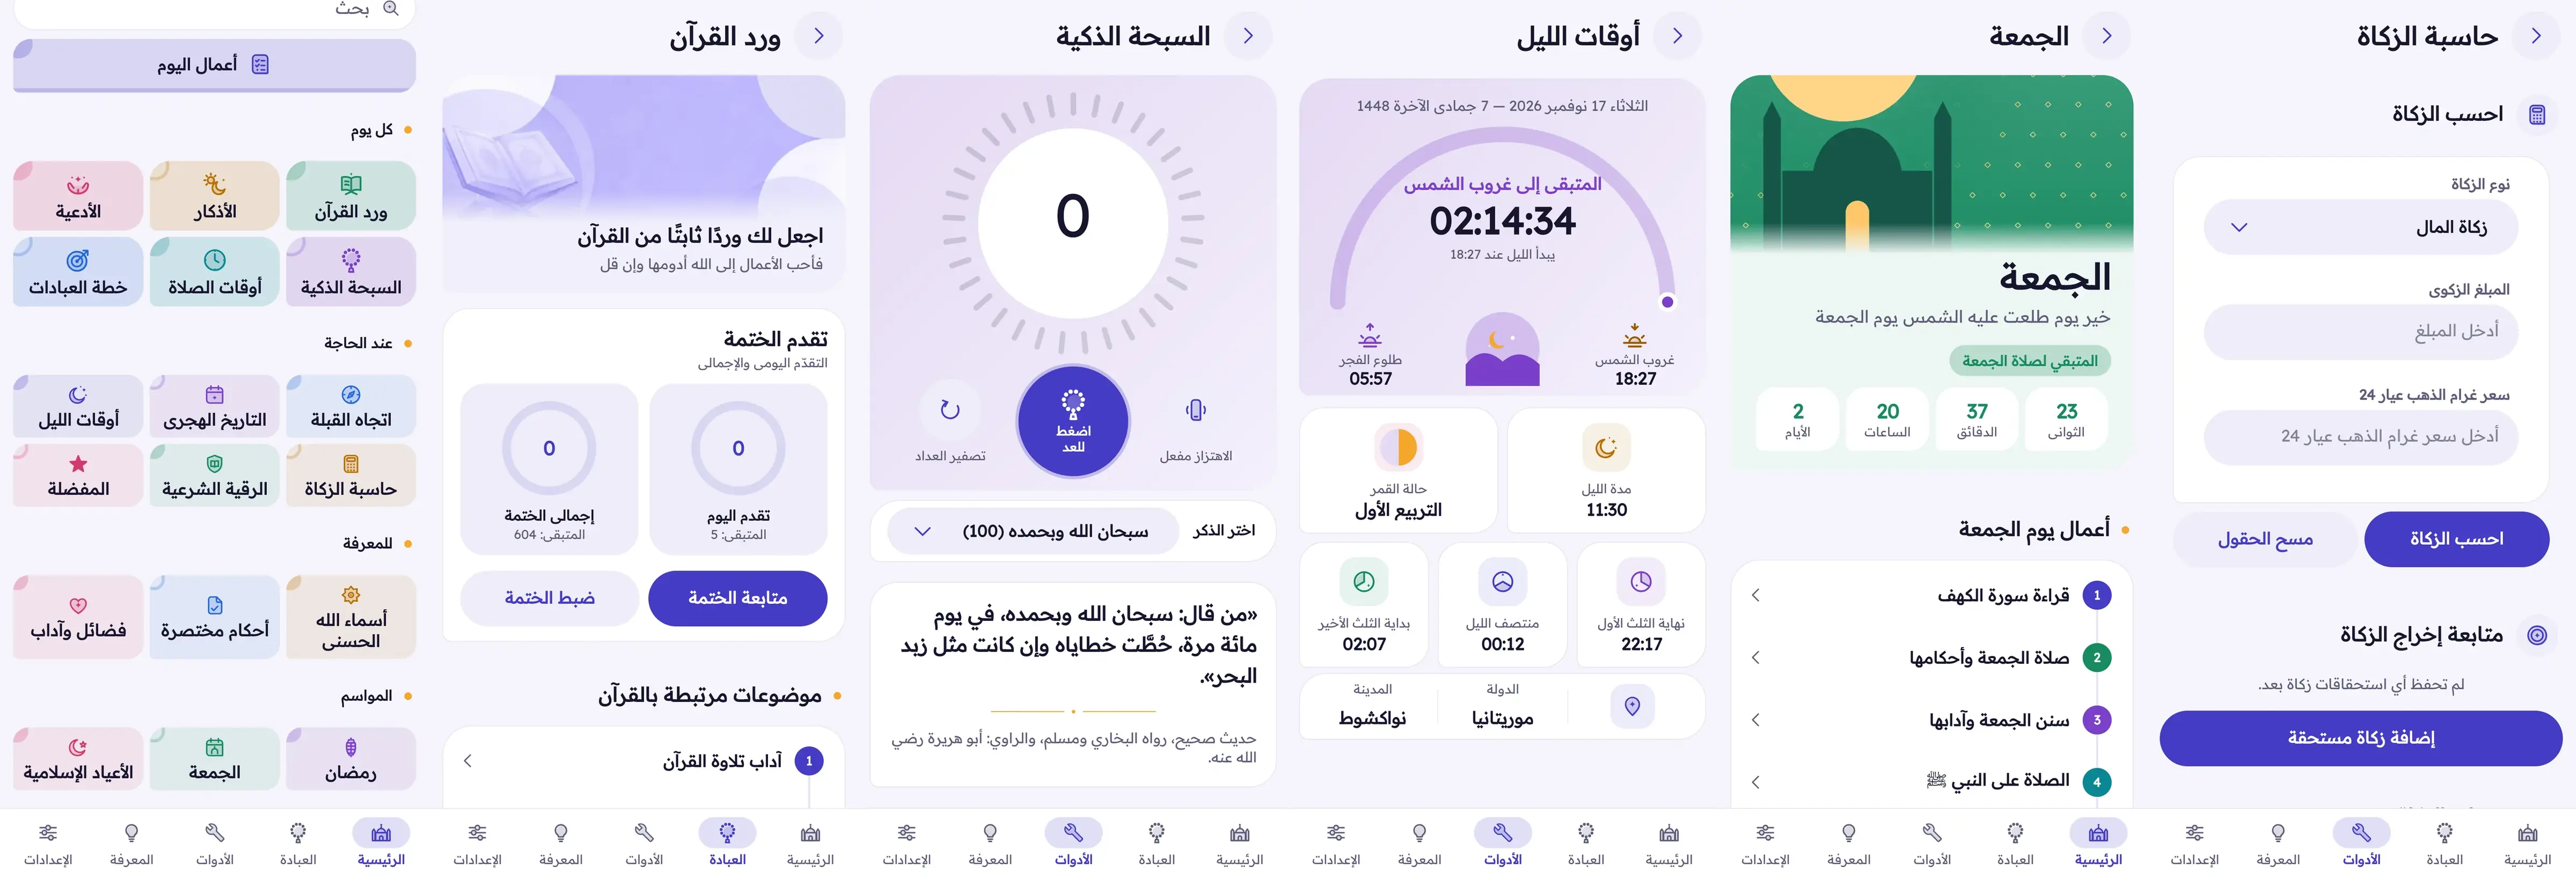 بحث
أعمال اليوم
كل يوم
ورد القرآن
الأذكار
الأدعية
السبحة الذكية
أوقات الصلاة
خطة العبادات
عند الحاجة
اتجاه القبلة
التاريخ الهجري
أوقات الليل
حاسبة الزكاة
الرقية الشرعية
المفضلة
للمعرفة
أسماء الله الحسنى
أحكام مختصرة
فضائل وآداب
المواسم
رمضان
الجمعة
الأعياد الإسلامية
الرئيسية
العبادة
الأدوات
المعرفة
الإعدادات
ورد القرآن
اجعل لك وردًا ثابتًا من القرآن
فأحب الأعمال إلى الله أدومها وإن قل
تقدم الختمة
التقدّم اليومي والإجمالي
0
تقدم اليوم
المتبقي: 5
0
إجمالي الختمة
المتبقي: 604
متابعة الختمة
ضبط الختمة
موضوعات مرتبطة بالقرآن
1
آداب تلاوة القرآن
الرئيسية
العبادة
الأدوات
المعرفة
الإعدادات
السبحة الذكية
0
الاهتزاز مفعل
اضغط
للعد
تصفير العداد
اختر الذكر
سبحان الله وبحمده (100)
«من قال: سبحان الله وبحمده، في يوم
مائة مرة، حُطَّت خطاياه وإن كانت مثل زبد
البحر».
حديث صحيح، رواه البخاري ومسلم، والراوي: أبو هريرة رضي
الله عنه.
الرئيسية
العبادة
الأدوات
المعرفة
الإعدادات
أوقات الليل
الثلاثاء 17 نوفمبر 2026 — 7 جمادى الآخرة 1448
المتبقي إلى غروب الشمس
02:14:34
يبدأ الليل عند 18:27
غروب الشمس
18:27
طلوع الفجر
05:57
مدة الليل
11:30
حالة القمر
التربيع الأول
نهاية الثلث الأول
22:17
منتصف الليل
00:12
بداية الثلث الأخير
02:07
الدولة
موريتانيا
المدينة
نواكشوط
الرئيسية
العبادة
الأدوات
المعرفة
الإعدادات
الجمعة
الجمعة
خير يوم طلعت عليه الشمس يوم الجمعة
المتبقي لصلاة الجمعة
23
الثواني
37
الدقائق
20
الساعات
2
الأيام
أعمال يوم الجمعة
1
قراءة سورة الكهف
2
صلاة الجمعة وأحكامها
3
سنن الجمعة وآدابها
4
الصلاة على النبي ﷺ
الرئيسية
العبادة
الأدوات
المعرفة
الإعدادات
حاسبة الزكاة
احسب الزكاة
نوع الزكاة
زكاة المال
المبلغ الزكوي
أدخل المبلغ
سعر غرام الذهب عيار 24
أدخل سعر غرام الذهب عيار 24
احسب الزكاة
مسح الحقول
متابعة إخراج الزكاة
لم تحفظ أي استحقاقات زكاة بعد.
إضافة زكاة مستحقة
الرئيسية
العبادة
الأدوات
المعرفة
الإعدادات